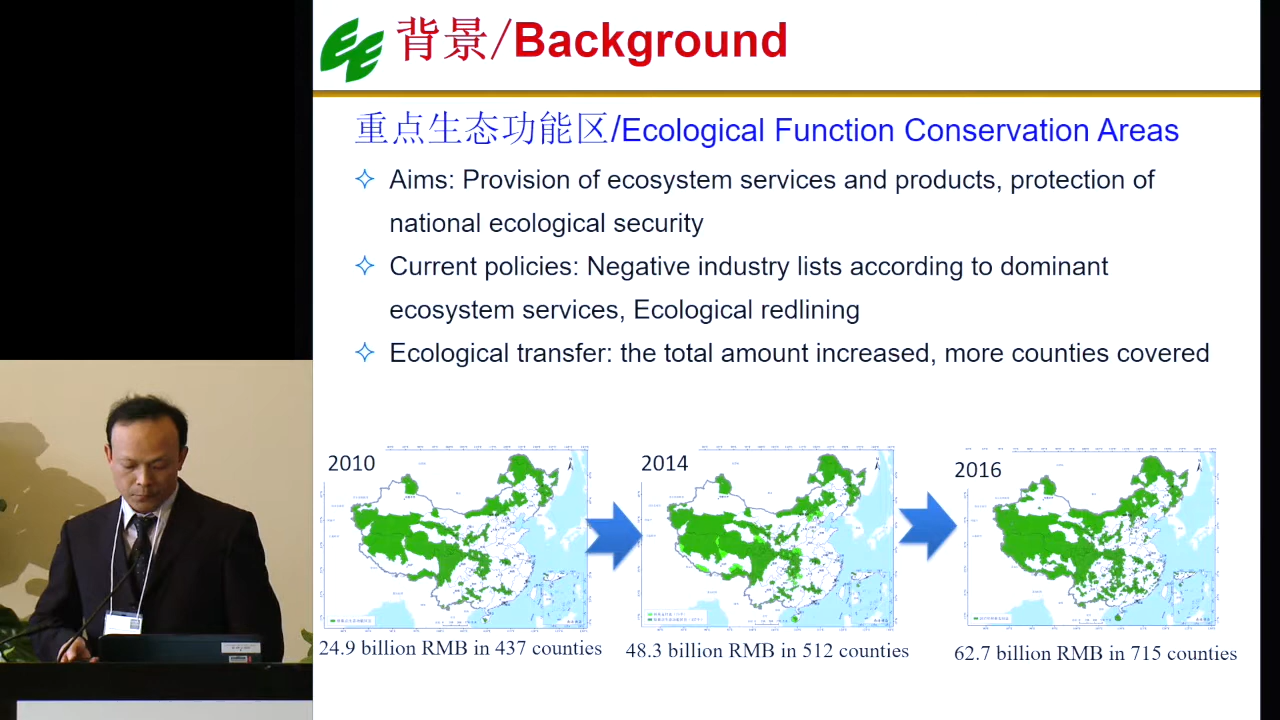 背景/Background
重点生态功能区/Ecological Function Conservation Areas
Aims: Provision of ecosystem services and products, protection of
national ecological security
Current policies: Negative industry lists according to dominant
ecosystem services, Ecological redlining
Ecological transfer: the total amount increased, more counties covered
2010
2014
2016
24.9 billion RMB in 437 counties
48.3 billion RMB in 512 counties
62.7 billion RMB in 715 counties